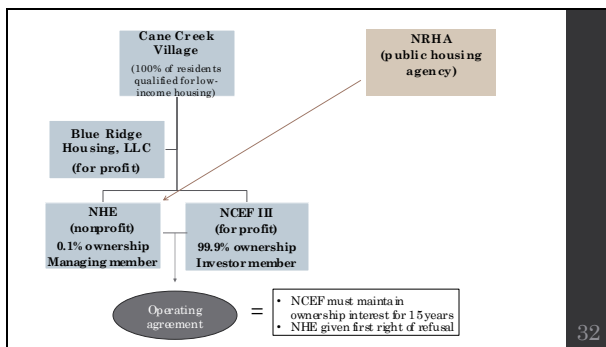 Cane Creek
Village
(100% of residents
qualified for low-
income housing)
NRHA
(public housing
agency)
Blue Ridge
Housing, LLC
(for profit)
NHE
(nonprofit)
0.1% ownership
Managing member
NCEF III
(for profit)
99.9% ownership
Investor member
Operating
agreement
=
• NCEF must maintain
ownership interest for 15 years
• NHE given first right of refusal
32